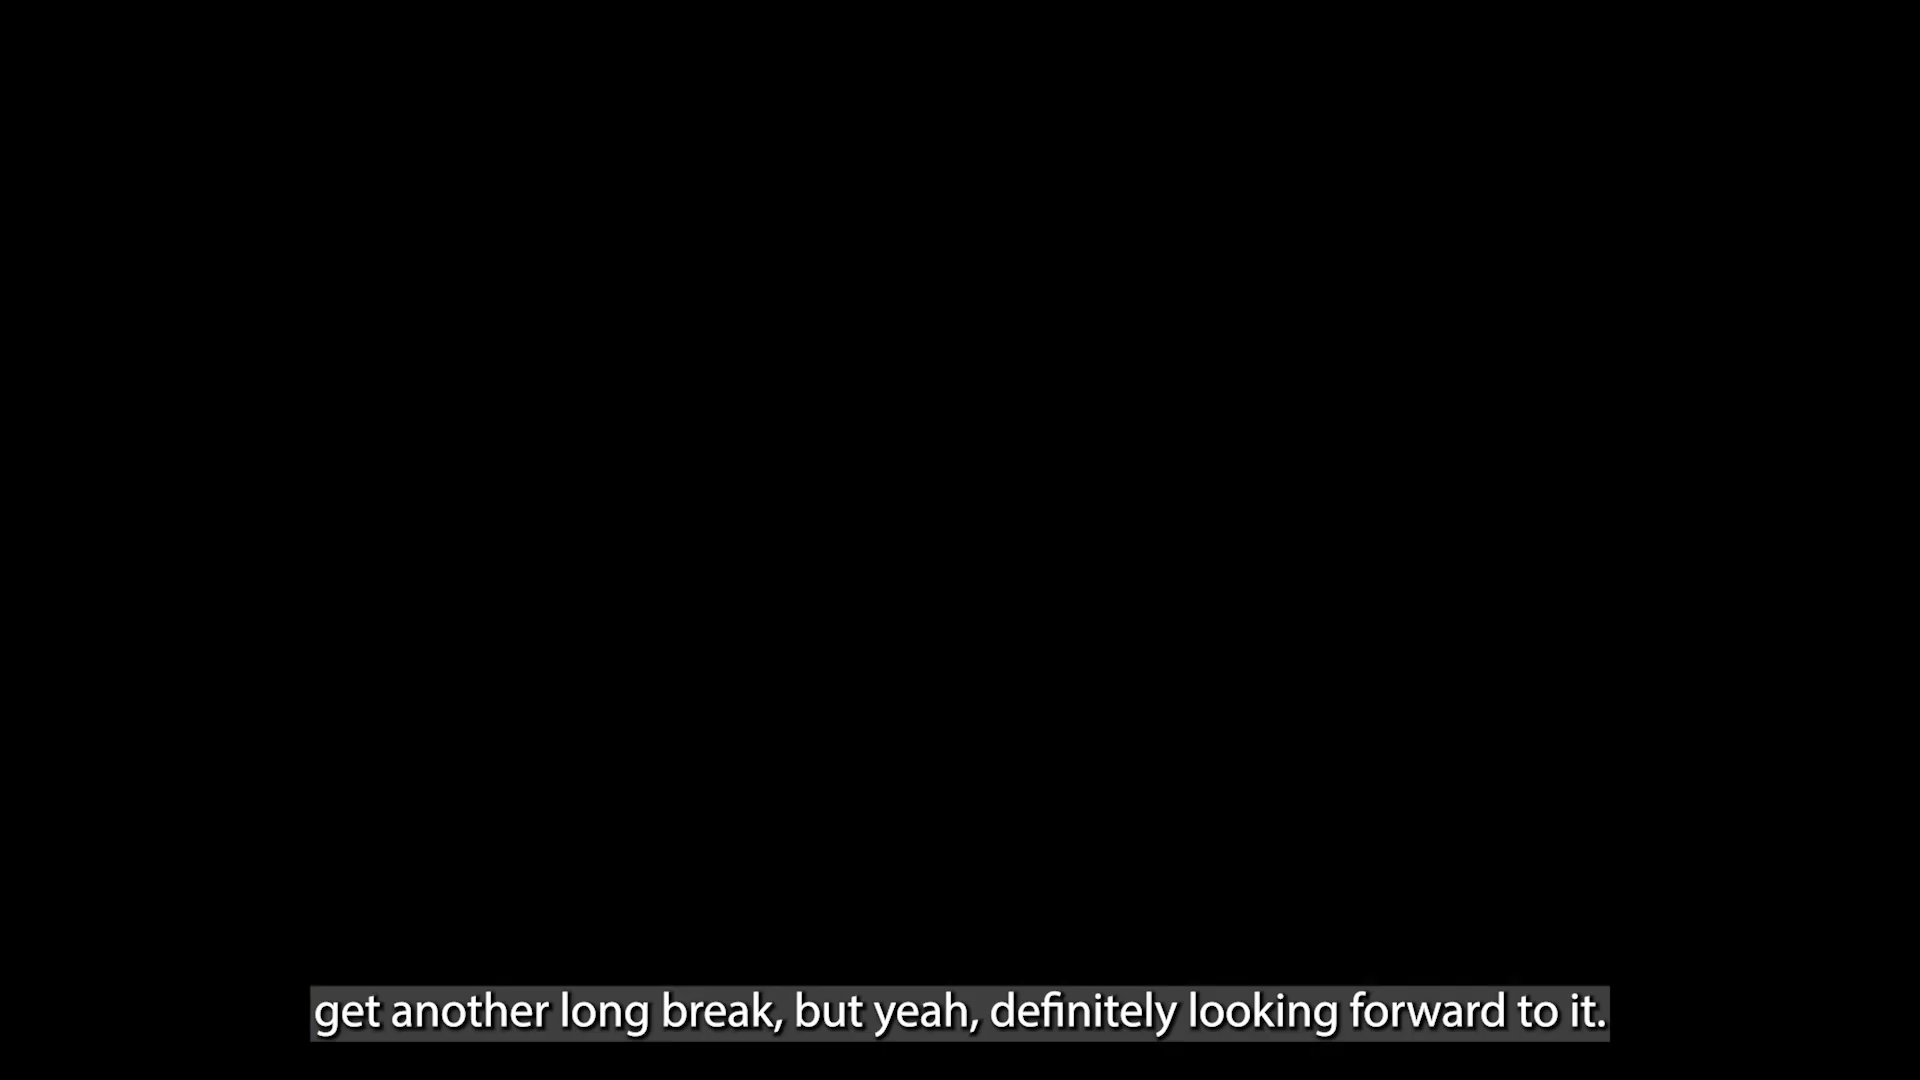 get another long break, but yeah, definitely looking forward to it.